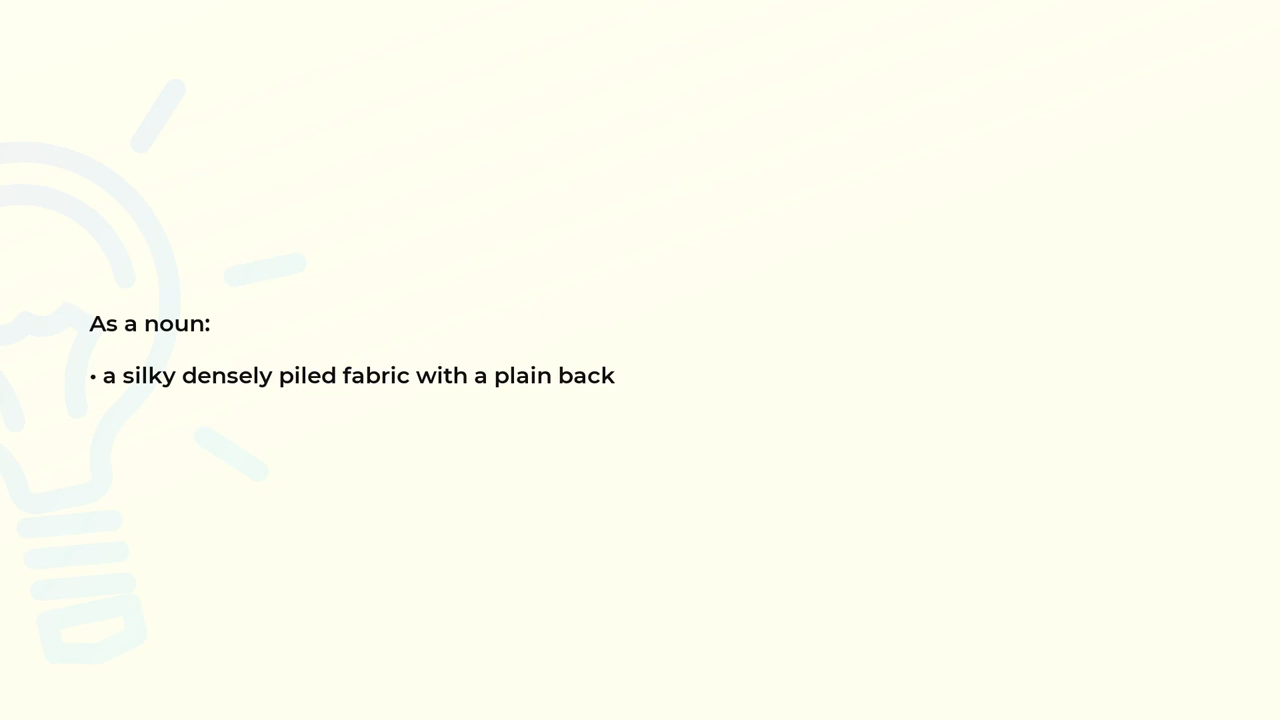 As a noun:
• a silky densely piled fabric with a plain back